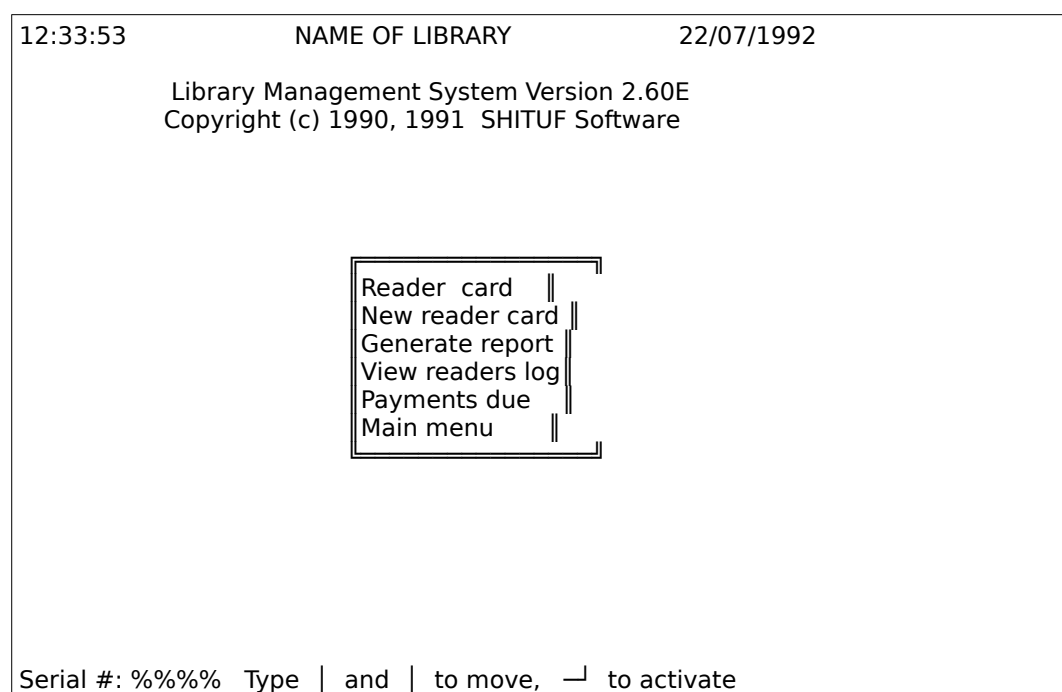 12:33:53 NAME OF LIBRARY 22/07/1992
Library Management System Version 2.60E
Copyright (c) 1990, 1991 SHITUF Software
Reader card
New reader card
Generate report
View readers log
Payments due
Main menu
Serial #: %%%% Type │ and │ to move, ─┘ to activate